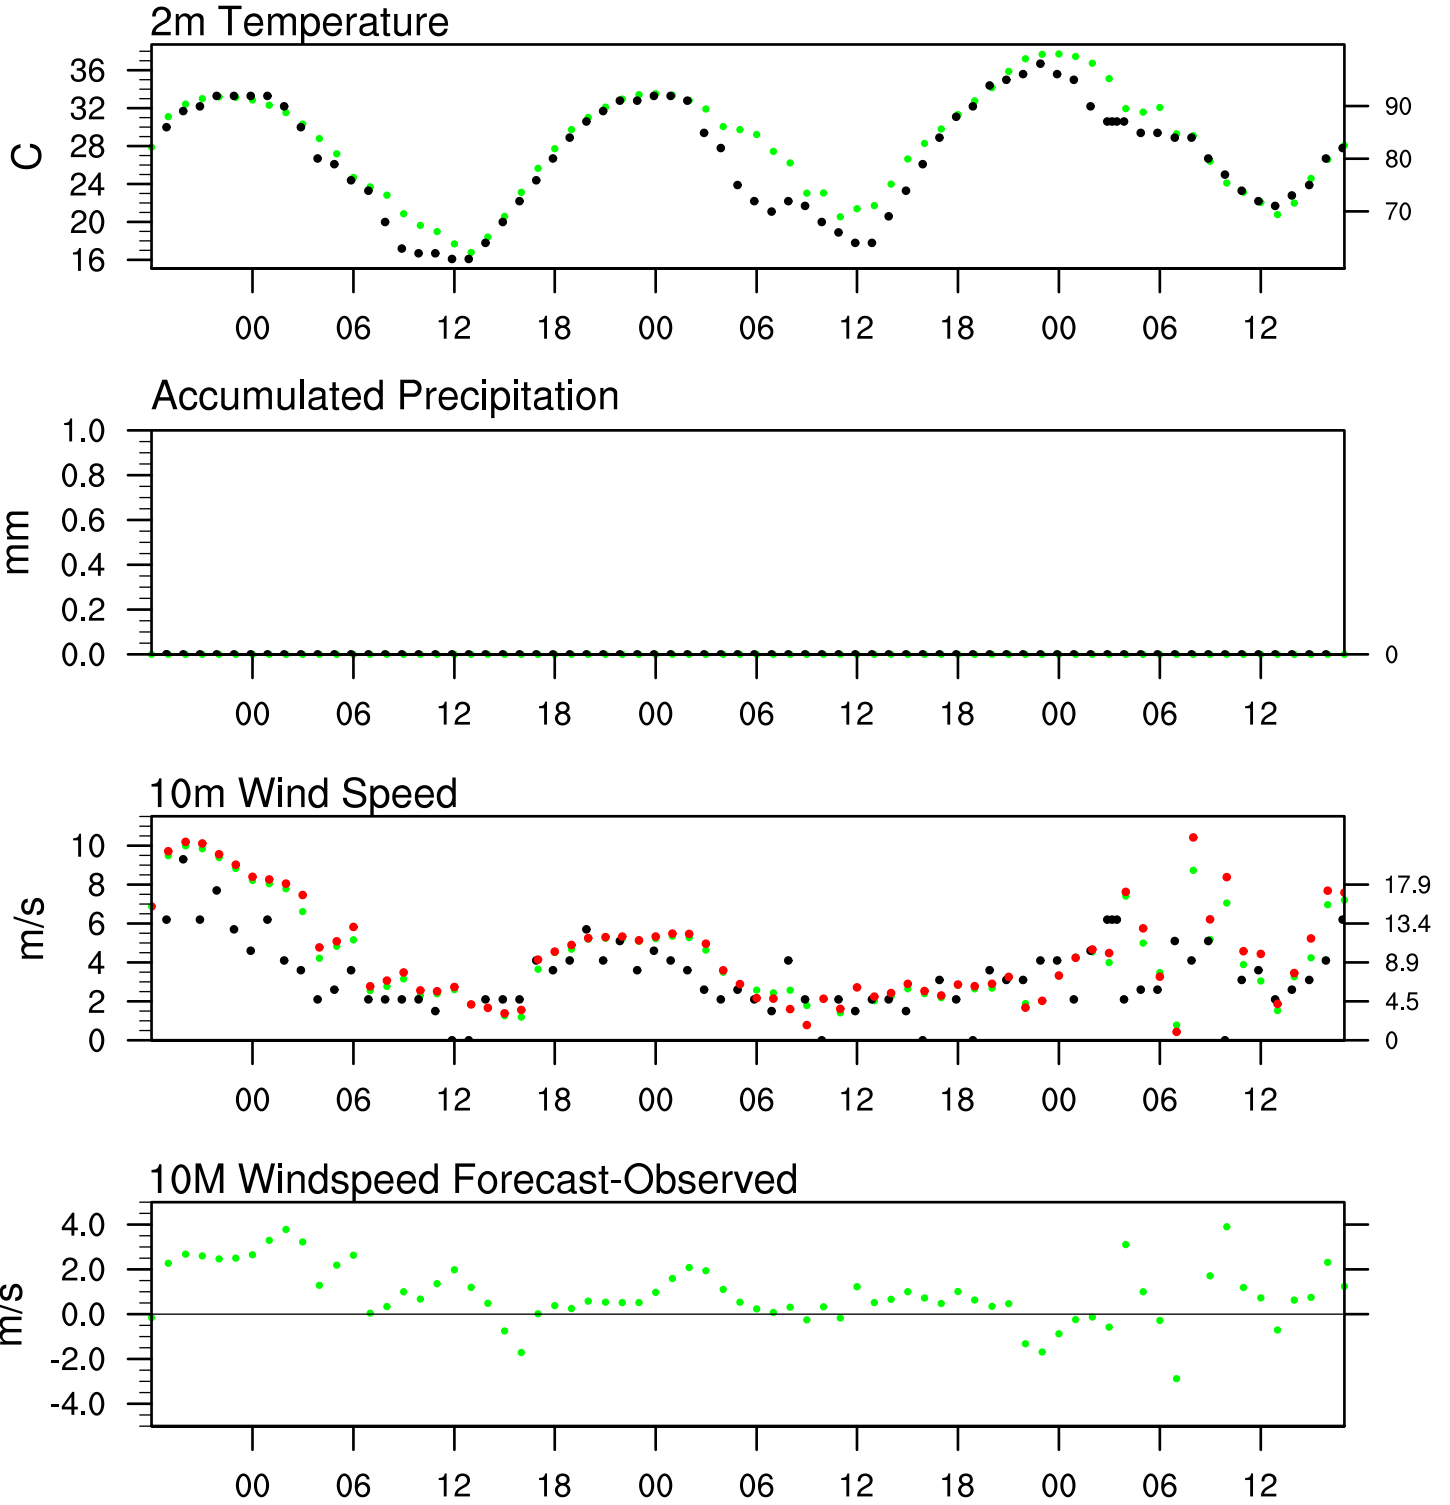 2m Temperature
36
32
28
24
20
16
C
90
80
70
00 06 12 18 00 06 12 18 00 06 12
Accumulated Precipitation
1.0
0.8
0.6
0.4
0.2
0.0
mm
0
00 06 12 18 00 06 12 18 00 06 12
10m Wind Speed
10
8
6
4
2
0
m/s
17.9
13.4
8.9
4.5
0
00 06 12 18 00 06 12 18 00 06 12
10M Windspeed Forecast-Observed
4.0
2.0
0.0
-2.0
-4.0
m/s
00 06 12 18 00 06 12 18 00 06 12